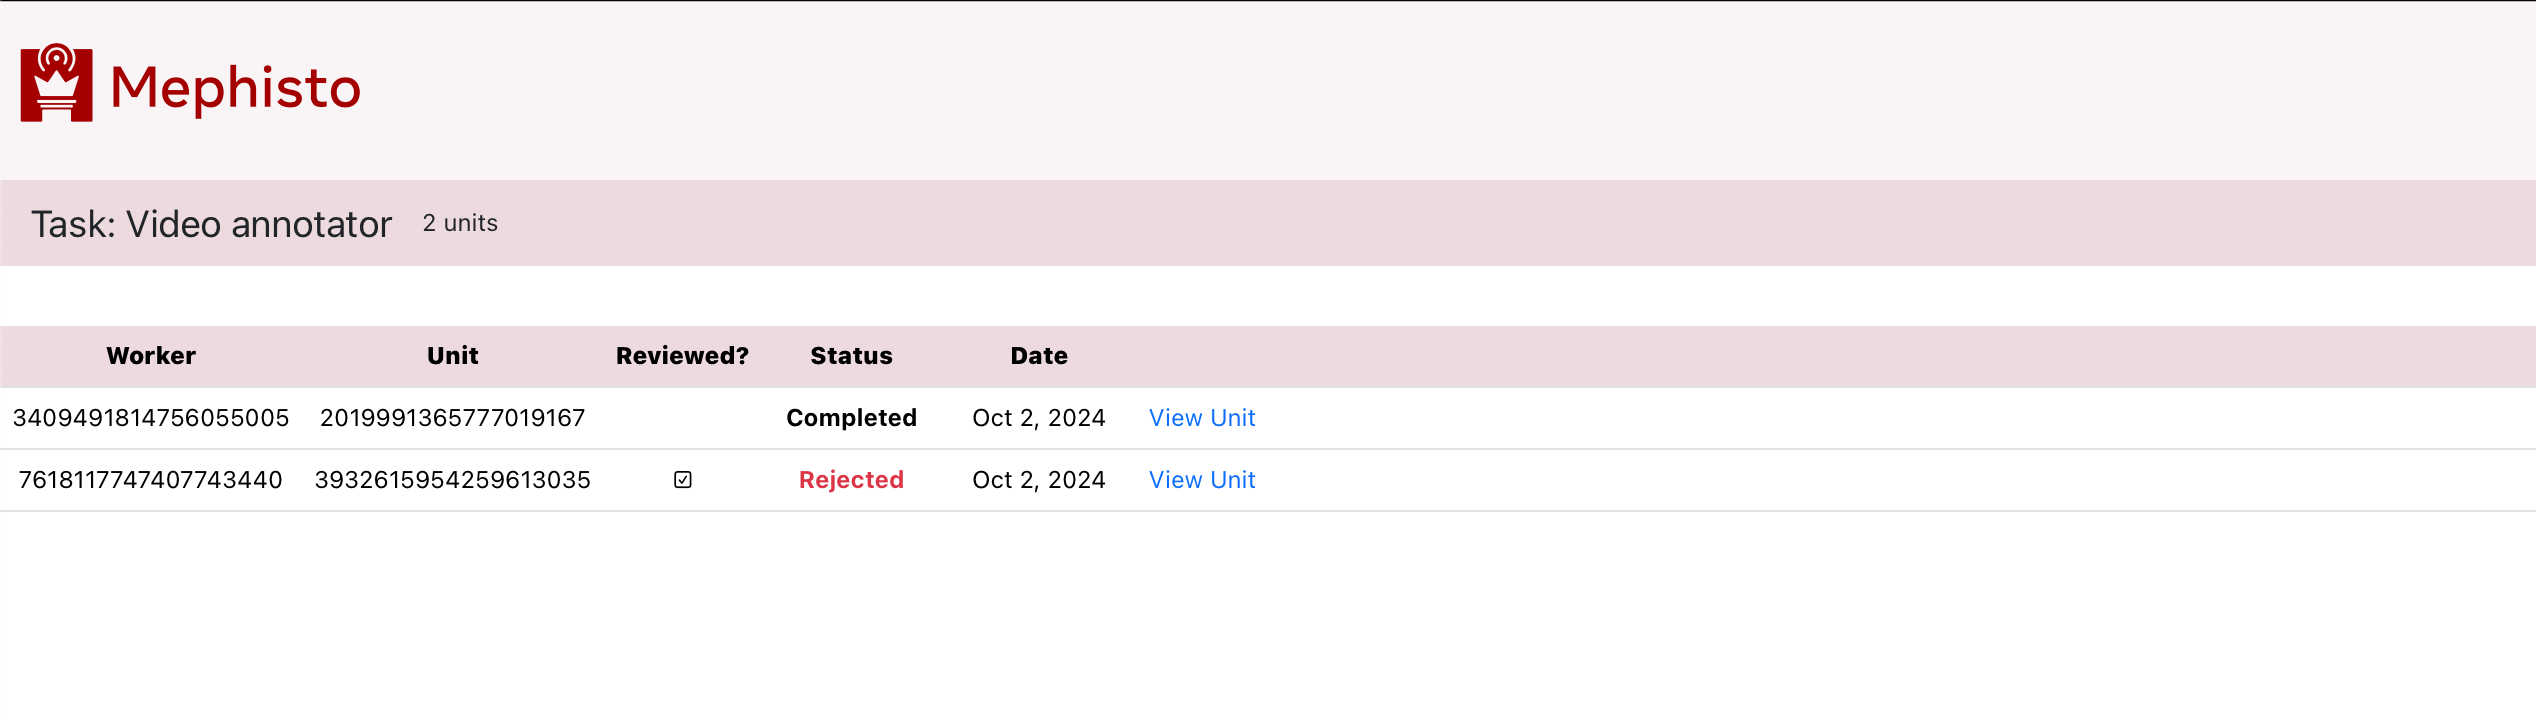 Mephisto
Task: Video annotator 2 units
Worker Unit Reviewed? Status Date
3409491814756055005 2019991365777019167 Completed Oct 2, 2024 View Unit
7618117747407743440 3932615954259613035 Rejected Oct 2, 2024 View Unit